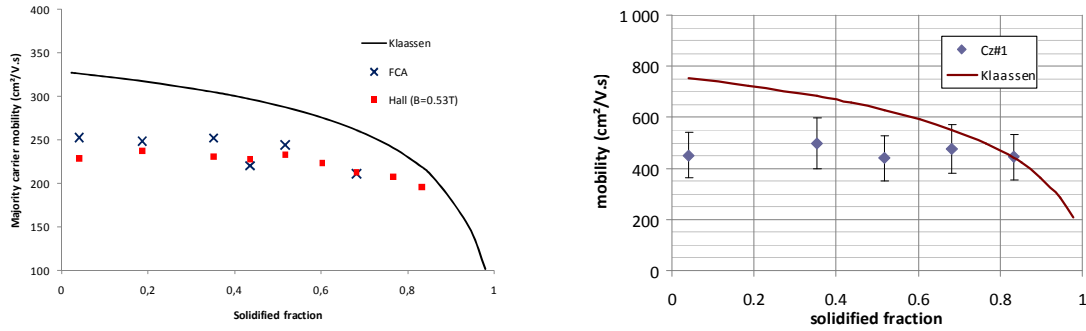 400
350
300
250
200
150
100
Majority carrier mobility (cm²/V.s)
Klaassen
FCA
Hall (B=0.53T)
0 0,2 0,4 0,6 0,8 1
Solidified fraction
1 000
800
600
400
200
0
mobility (cm²/V.s)
Cz#1
Klaassen
0 0.2 0.4 0.6 0.8 1
solidified fraction